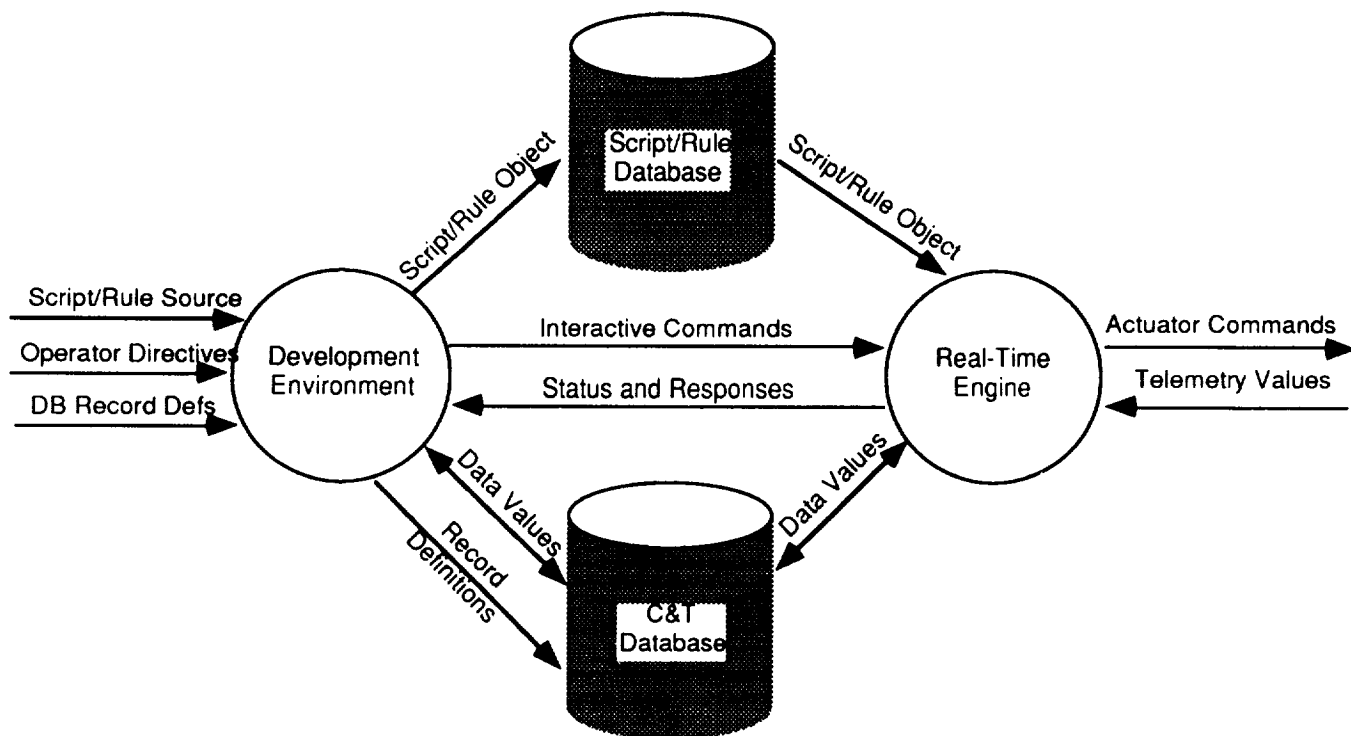 Script/Rule
Database
Script/Rule Object
Script/Rule Object
Script/Rule Source
Operator Directives
DB Record Defs
Development
Environment
Interactive Commands
Status and Responses
Real-Time
Engine
Actuator Commands
Telemetry Values
Data Values
Record
Definitions
Data Values
C&T
Database